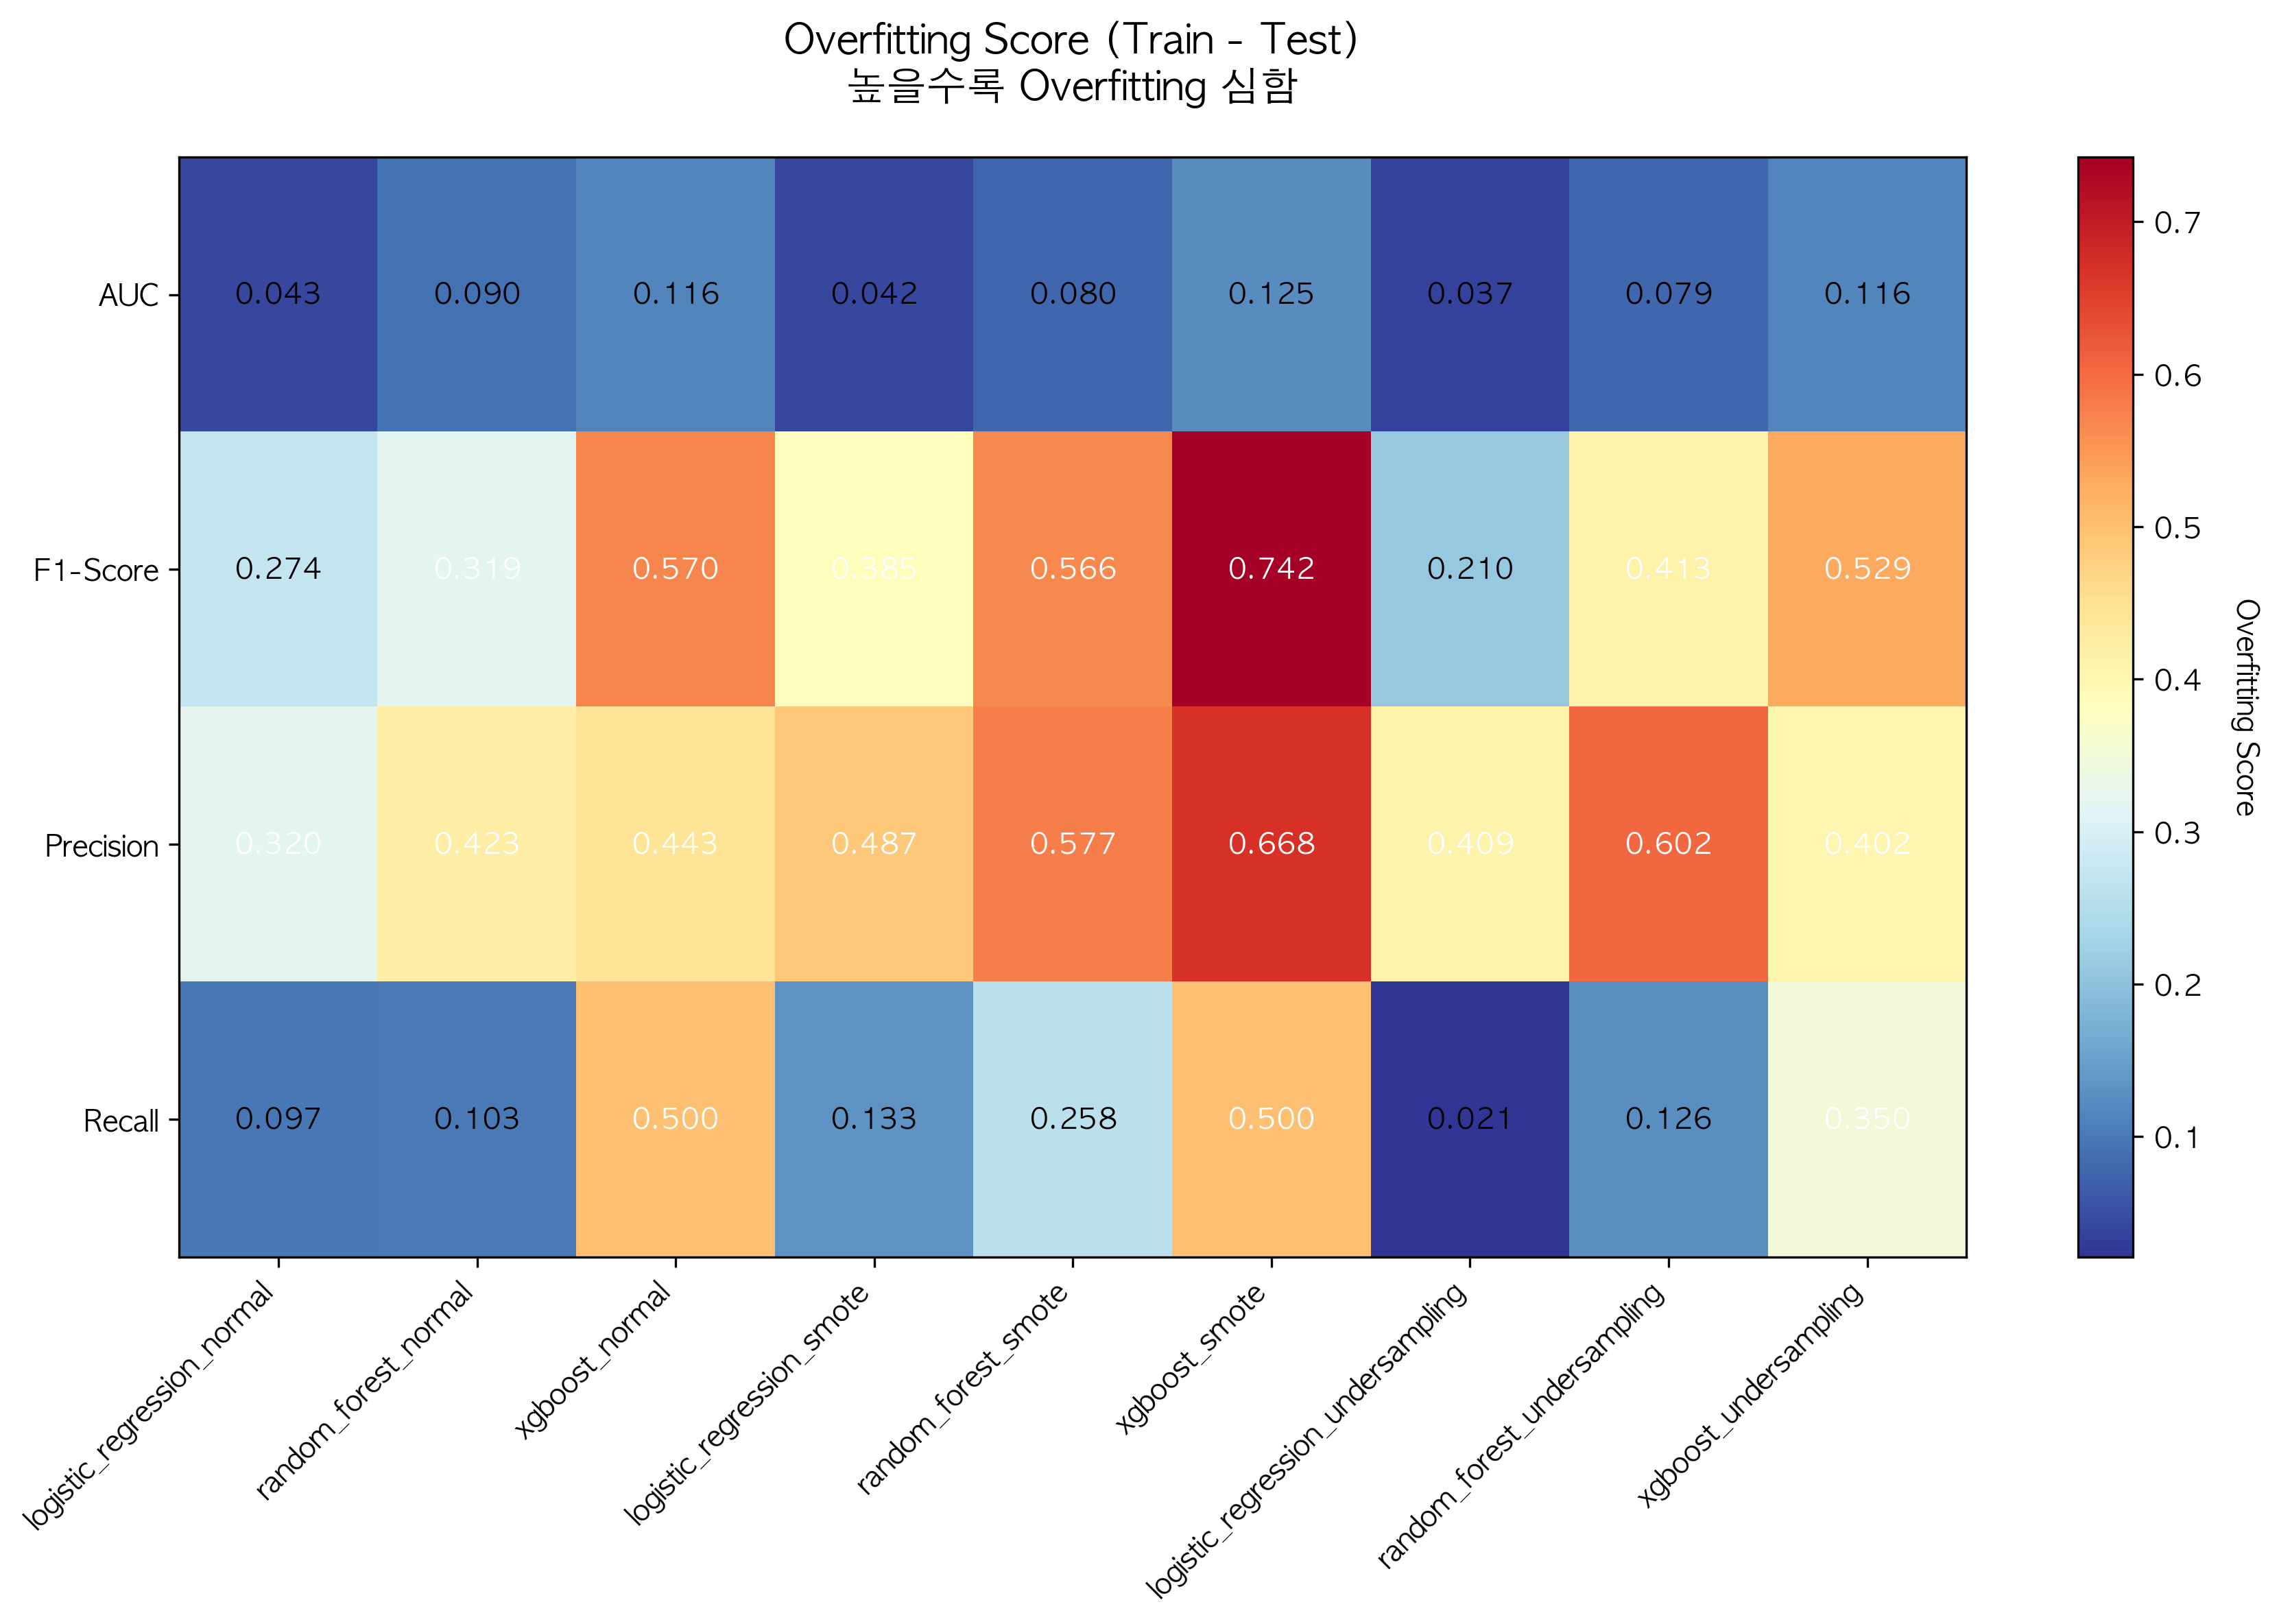 Overfitting Score (Train - Test)
높을수록 Overfitting 심함
AUC 0.043 0.090 0.116 0.042 0.080 0.125 0.037 0.079 0.116
F1-Score 0.274 0.319 0.570 0.385 0.566 0.742 0.210 0.413 0.529
Precision 0.320 0.423 0.443 0.487 0.577 0.668 0.409 0.602 0.402
Recall 0.097 0.103 0.500 0.133 0.258 0.500 0.021 0.126 0.350
logistic_regression_normal
random_forest_normal
xgboost_normal
logistic_regression_smote
random_forest_smote
xgboost_smote
logistic_regression_undersampling
random_forest_undersampling
xgboost_undersampling
0.7
0.6
0.5
0.4
0.3
0.2
0.1
Overfitting Score